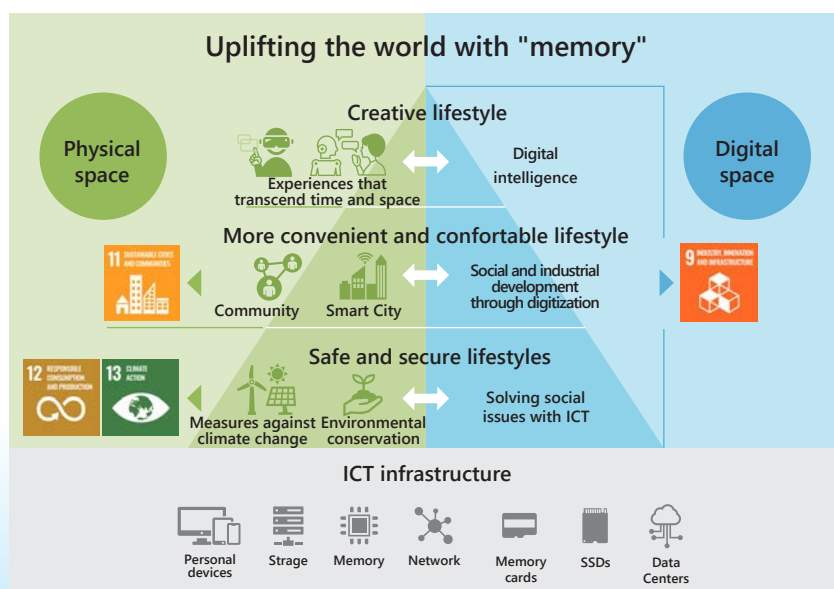 Uplifting the world with "memory"
Physical
space
Digital
space
Creative lifestyle
Experiences that
transcend time and space
Digital
intelligence
More convenient and confortable lifestyle
11 SUSTAINABLE CITIES
AND COMMUNITIES
Community
Smart City
Social and industrial
development
through digitization
9 INDUSTRY, INNOVATION
AND INFRASTRUCTURE
Safe and secure lifestyles
12 RESPONSIBLE
CONSUMPTION
AND PRODUCTION
13 CLIMATE
ACTION
Measures against
climate change
Environmental
conservation
Solving social
issues with ICT
ICT infrastructure
Personal
devices
Strage
Memory
Network
Memory
cards
SSDs
Data
Centers